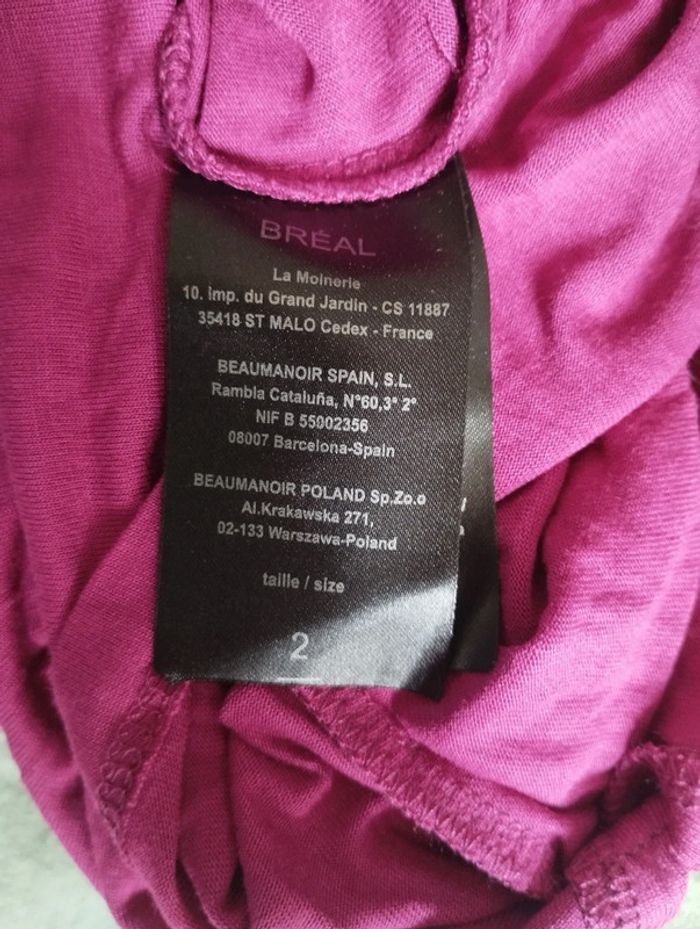 BRÉAL
La Moinerie
10. imp. du Grand Jardin - CS 11887
35418 ST MALO Cedex - France
BEAUMANOIR SPAIN, S.L.
Rambla Cataluña, N°60,3° 2°
NIF B 55002356
08007 Barcelona-Spain
BEAUMANOIR POLAND Sp.Zo.o
Al.Krakawska 271,
02-133 Warszawa-Poland
taille / size
2